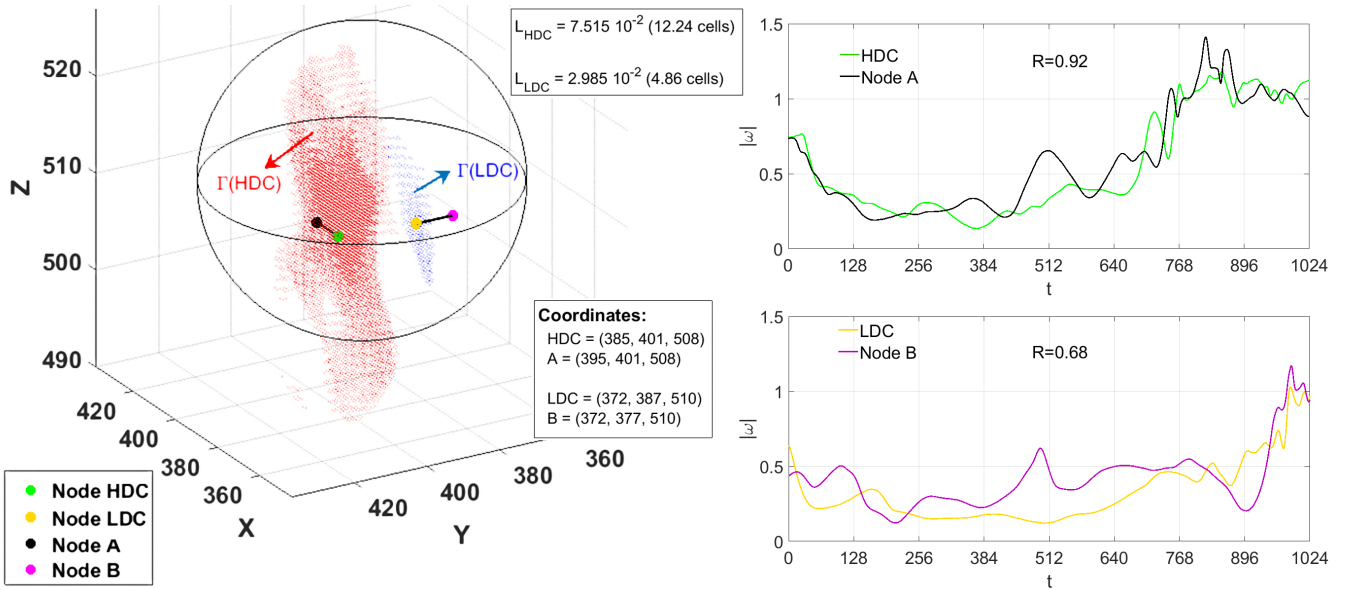 L_HDC = 7.515 10^-2 (12.24 cells)
L_LDC = 2.985 10^-2 (4.86 cells)
520
510
500
490
Z
Γ(HDC)
Γ(LDC)
420
400
380
360
X
420
400
380
360
Y
Coordinates:
HDC = (385, 401, 508)
A = (395, 401, 508)
LDC = (372, 387, 510)
B = (372, 377, 510)
Node HDC
Node LDC
Node A
Node B
1.5
1
0.5
0
|ω|
HDC
Node A
R=0.92
0 128 256 384 512 640 768 896 1024
t
1.5
1
0.5
0
|ω|
LDC
Node B
R=0.68
0 128 256 384 512 640 768 896 1024
t